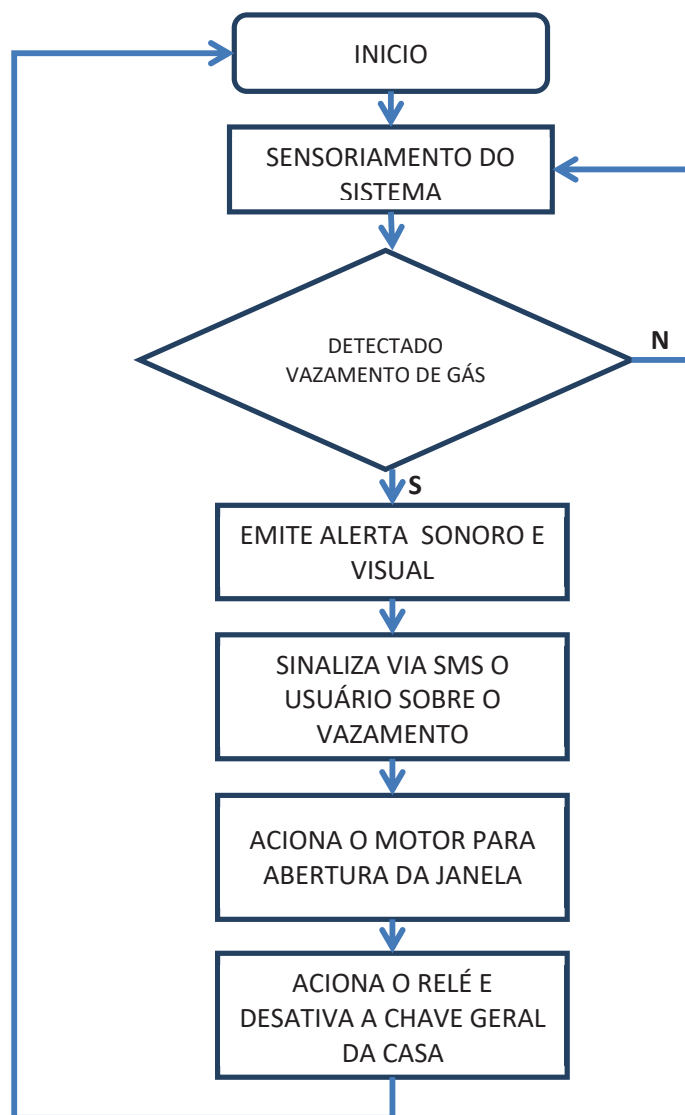 INICIO
SENSORIAMENTO DO
SISTEMA
DETECTADO
VAZAMENTO DE GÁS
N
S
EMITE ALERTA  SONORO E
VISUAL
SINALIZA VIA SMS O
USUÁRIO SOBRE O
VAZAMENTO
ACIONA O MOTOR PARA
ABERTURA DA JANELA
ACIONA O RELÉ E
DESATIVA A CHAVE GERAL
DA CASA